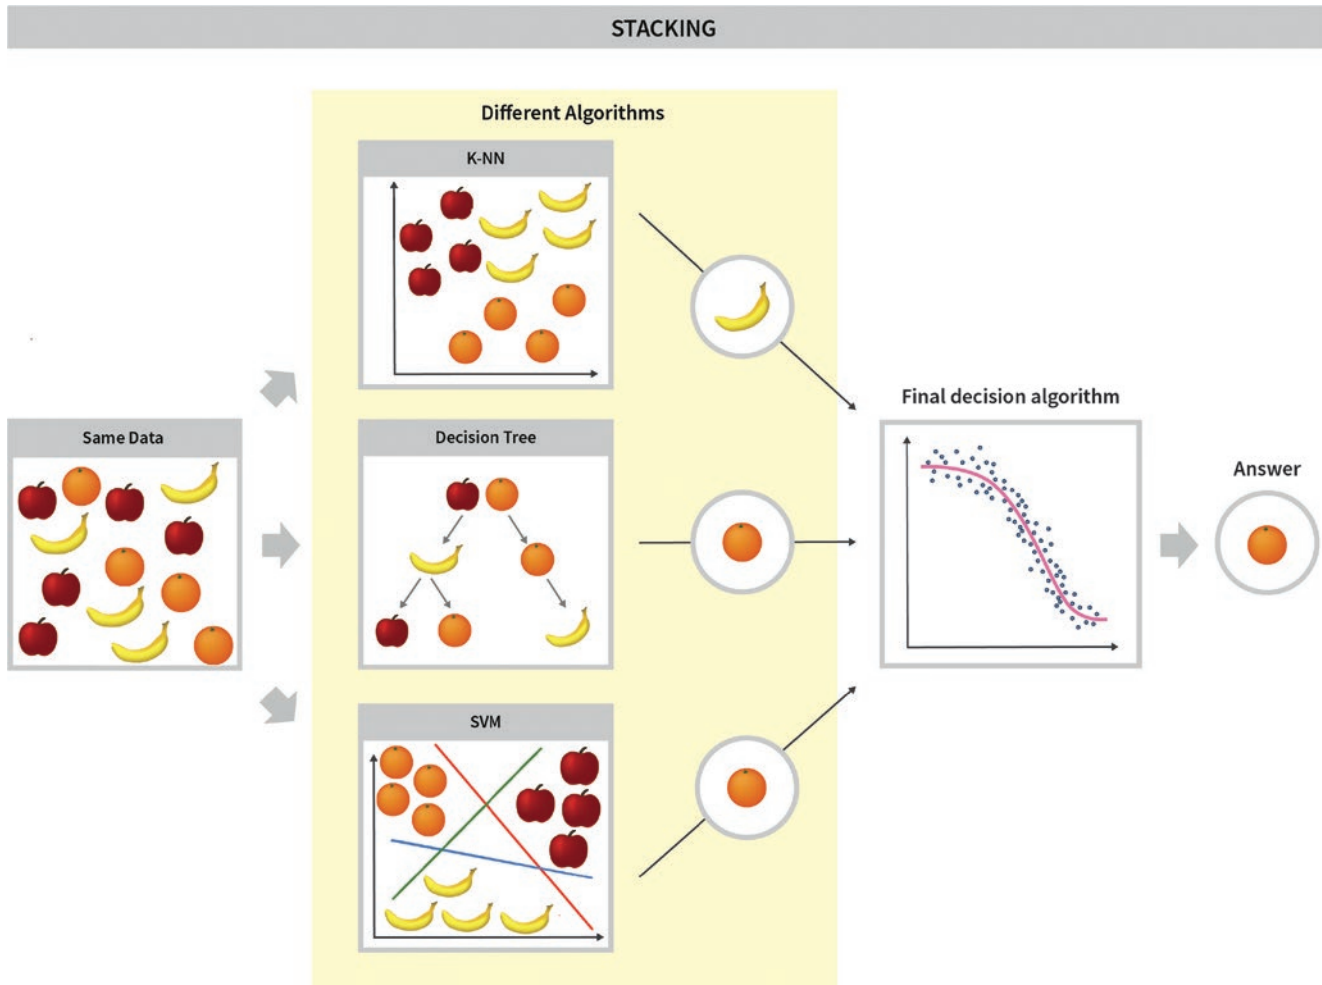 STACKING
Different Algorithms
K-NN
Same Data
Decision Tree
SVM
Final decision algorithm
Answer